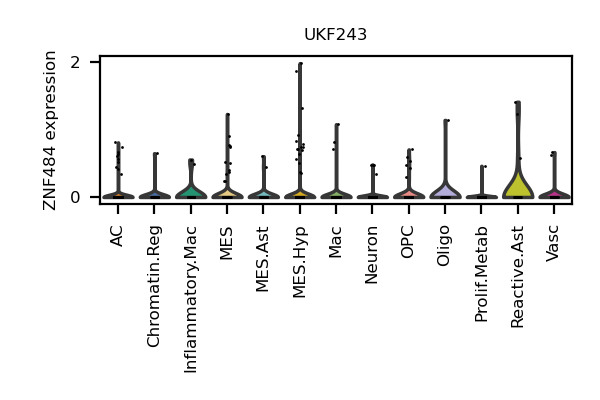 UKF243
ZNF484 expression
2
0
AC
Chromatin.Reg
Inflammatory.Mac
MES
MES.Ast
MES.Hyp
Mac
Neuron
OPC
Oligo
Prolif.Metab
Reactive.Ast
Vasc